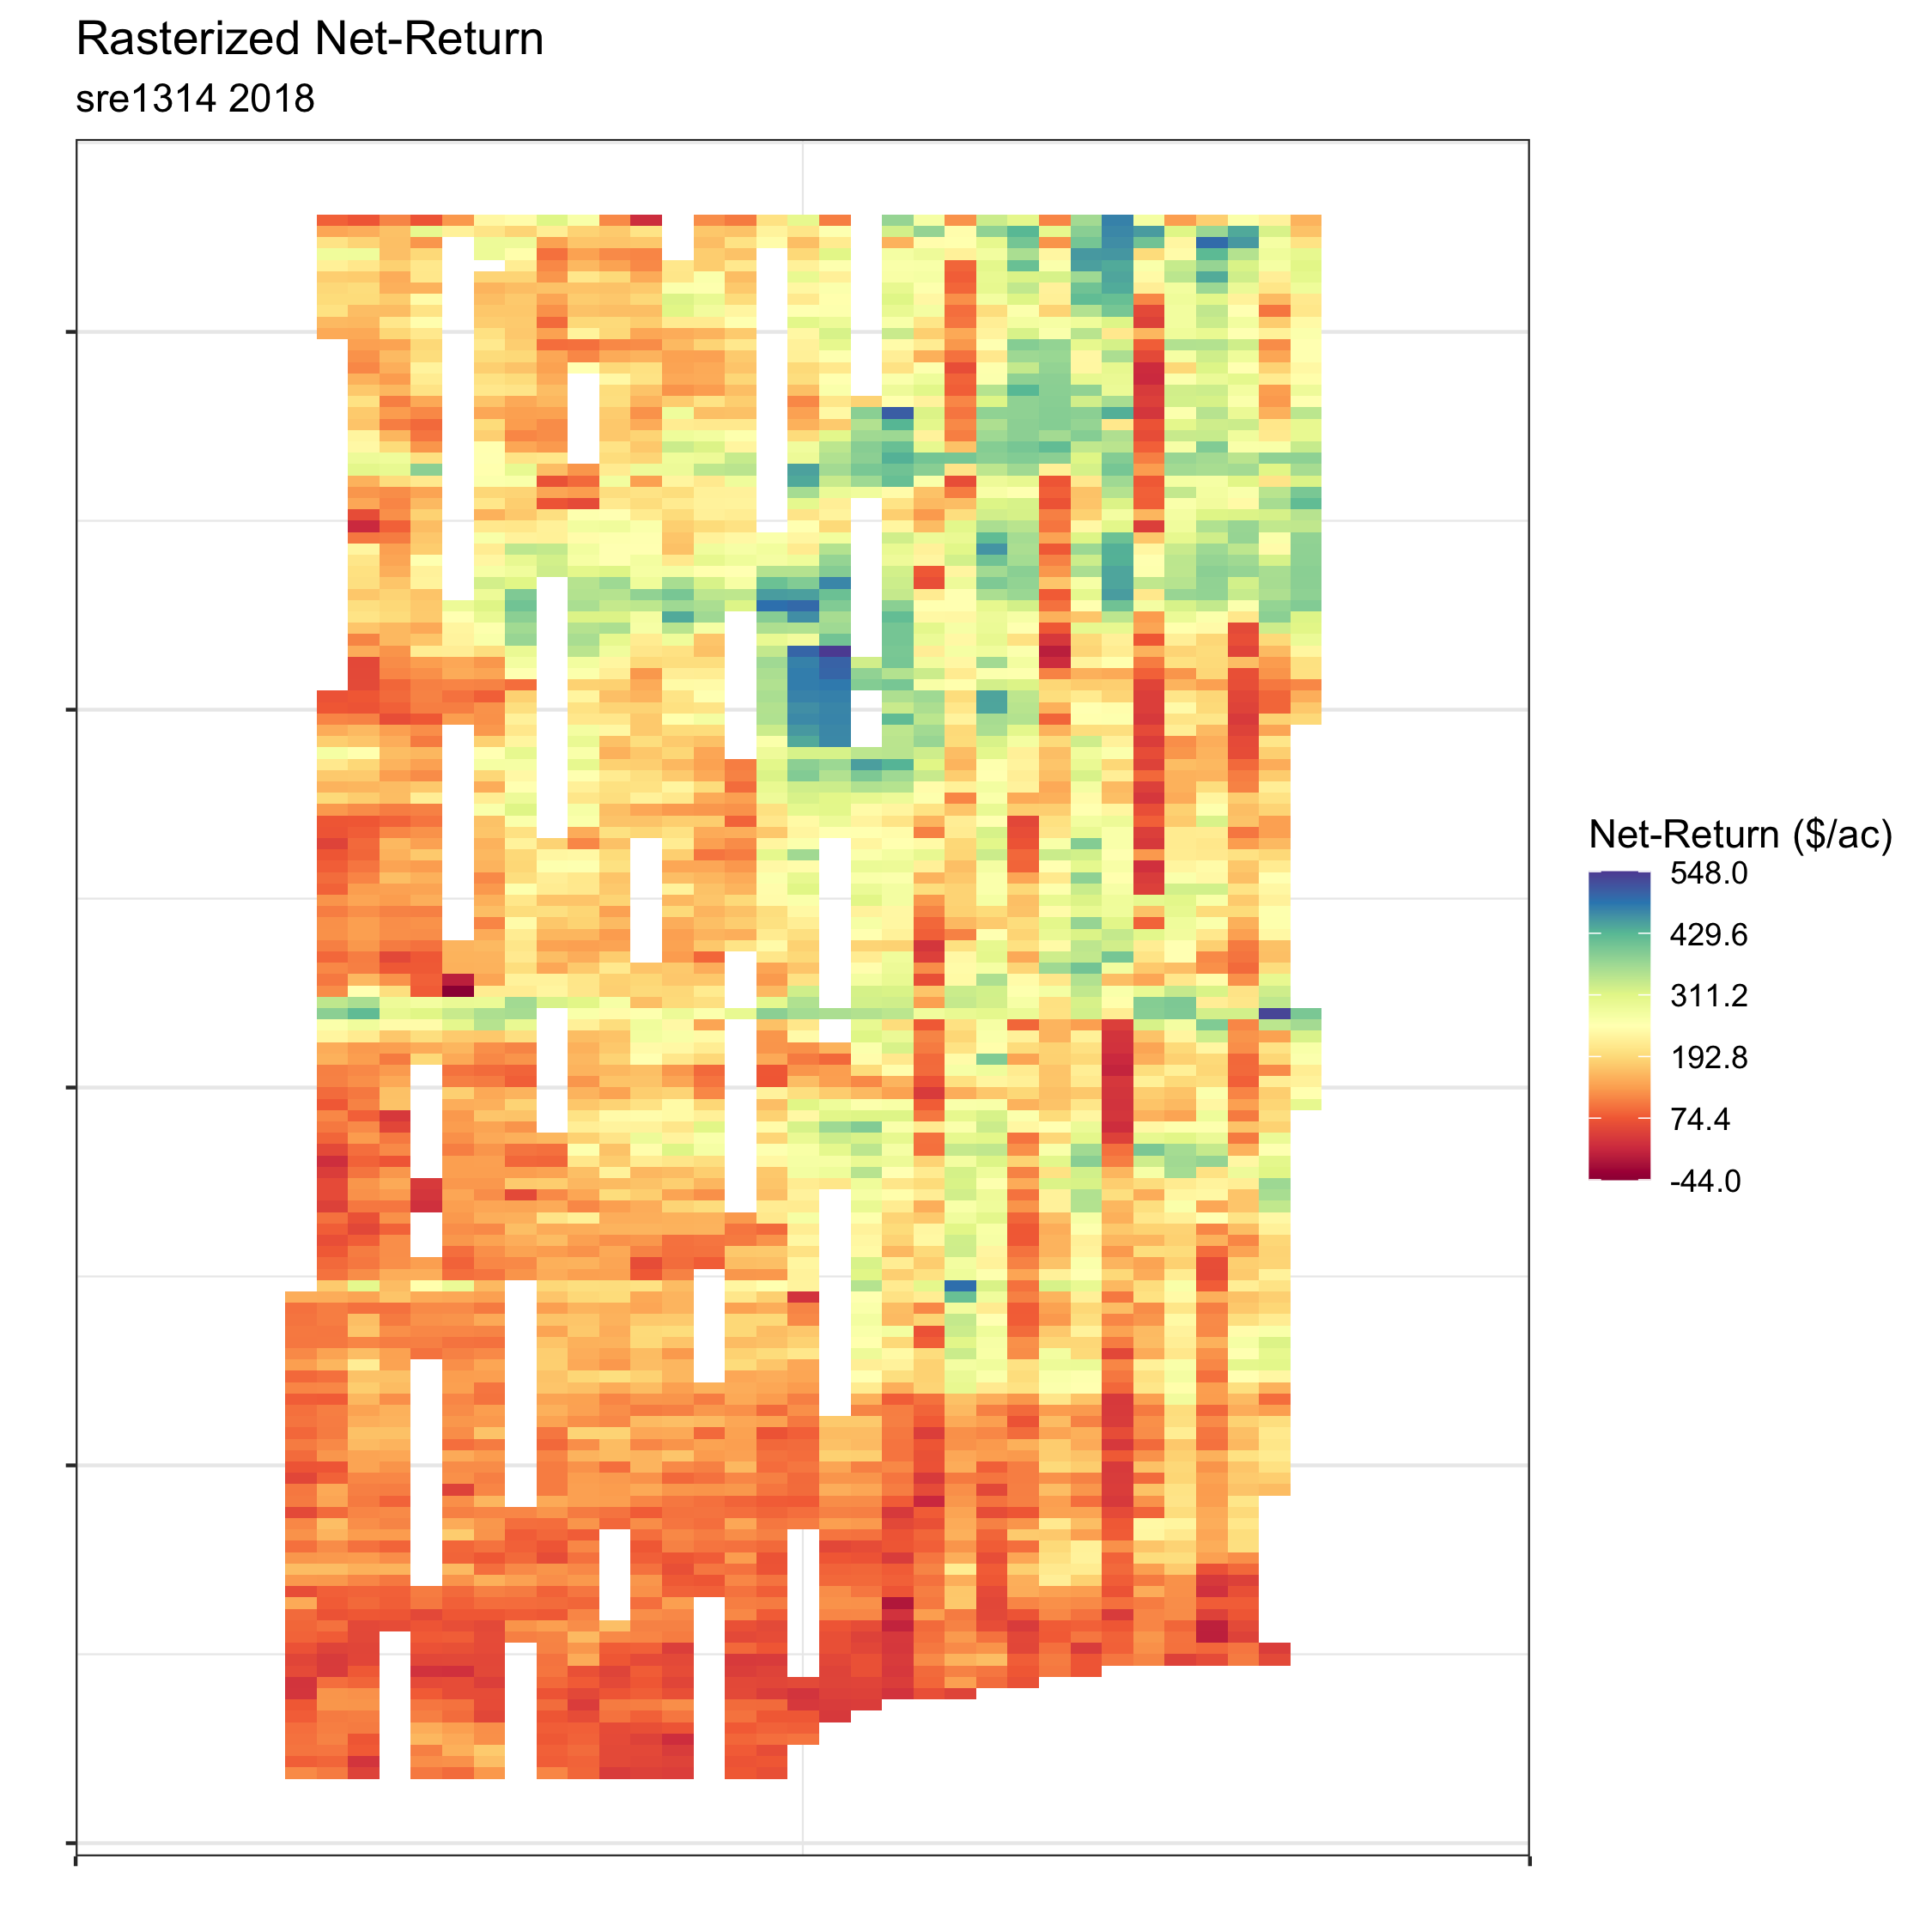 Rasterized Net-Return
sre1314 2018
Net-Return ($/ac)
548.0
429.6
311.2
192.8
74.4
-44.0